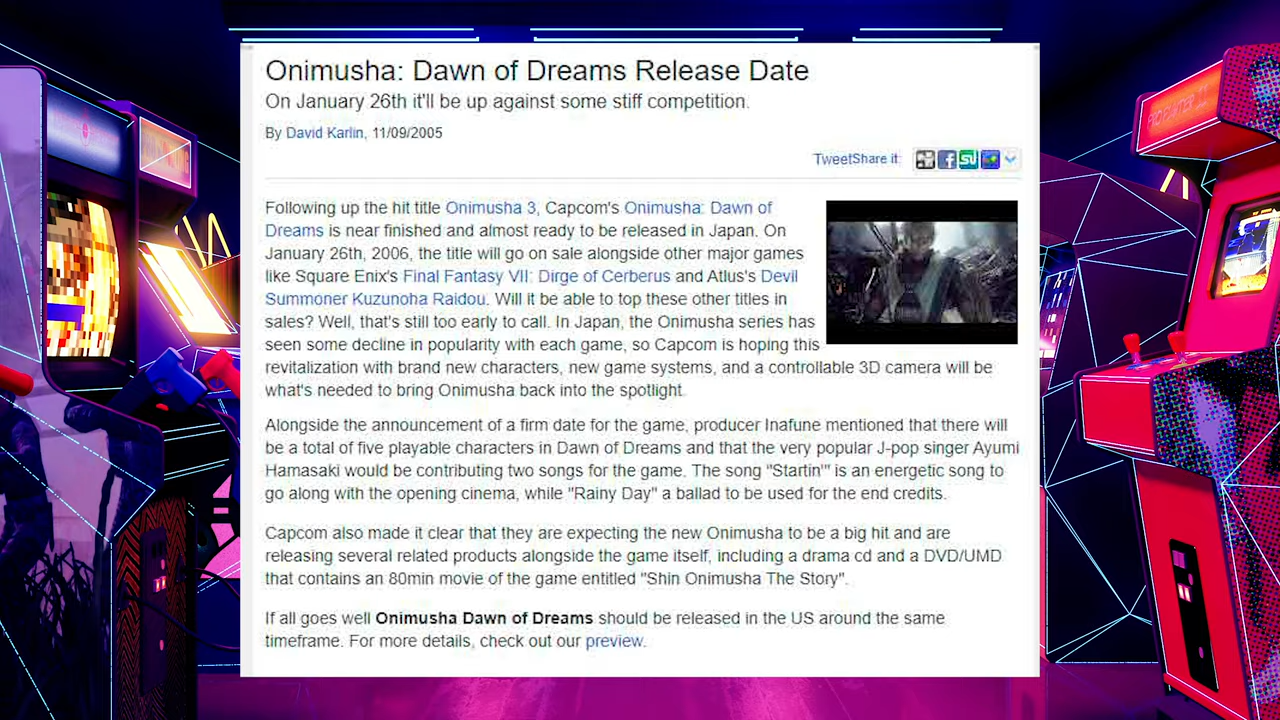 Onimusha: Dawn of Dreams Release Date
On January 26th it'll be up against some stiff competition.
By David Karlin, 11/09/2005
TweetShare it:
Following up the hit title Onimusha 3, Capcom's Onimusha: Dawn of
Dreams is near finished and almost ready to be released in Japan. On
January 26th, 2006, the title will go on sale alongside other major games
like Square Enix's Final Fantasy VII: Dirge of Cerberus and Atlus's Devil
Summoner Kuzunoha Raidou. Will it be able to top these other titles in
sales? Well, that's still too early to call. In Japan, the Onimusha series has
seen some decline in popularity with each game, so Capcom is hoping this
revitalization with brand new characters, new game systems, and a controllable 3D camera will be
what's needed to bring Onimusha back into the spotlight.
Alongside the announcement of a firm date for the game, producer Inafune mentioned that there will
be a total of five playable characters in Dawn of Dreams and that the very popular J-pop singer Ayumi
Hamasaki would be contributing two songs for the game. The song "Startin'" is an energetic song to
go along with the opening cinema, while "Rainy Day" a ballad to be used for the end credits.
Capcom also made it clear that they are expecting the new Onimusha to be a big hit and are
releasing several related products alongside the game itself, including a drama cd and a DVD/UMD
that contains an 80min movie of the game entitled "Shin Onimusha The Story".
If all goes well Onimusha Dawn of Dreams should be released in the US around the same
timeframe. For more details, check out our preview.